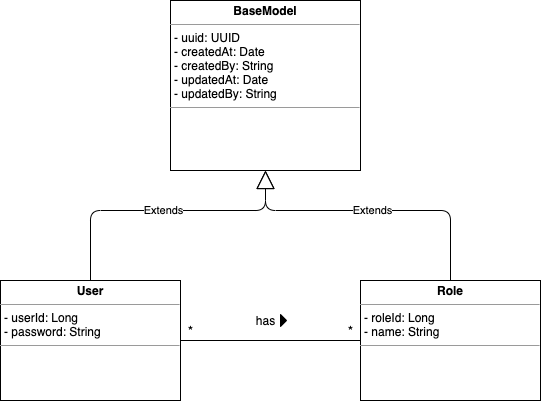 BaseModel
- uuid: UUID
- createdAt: Date
- createdBy: String
- updatedAt: Date
- updatedBy: String
Extends
Extends
User
- userId: Long
- password: String
*
has
*
Role
- roleId: Long
- name: String